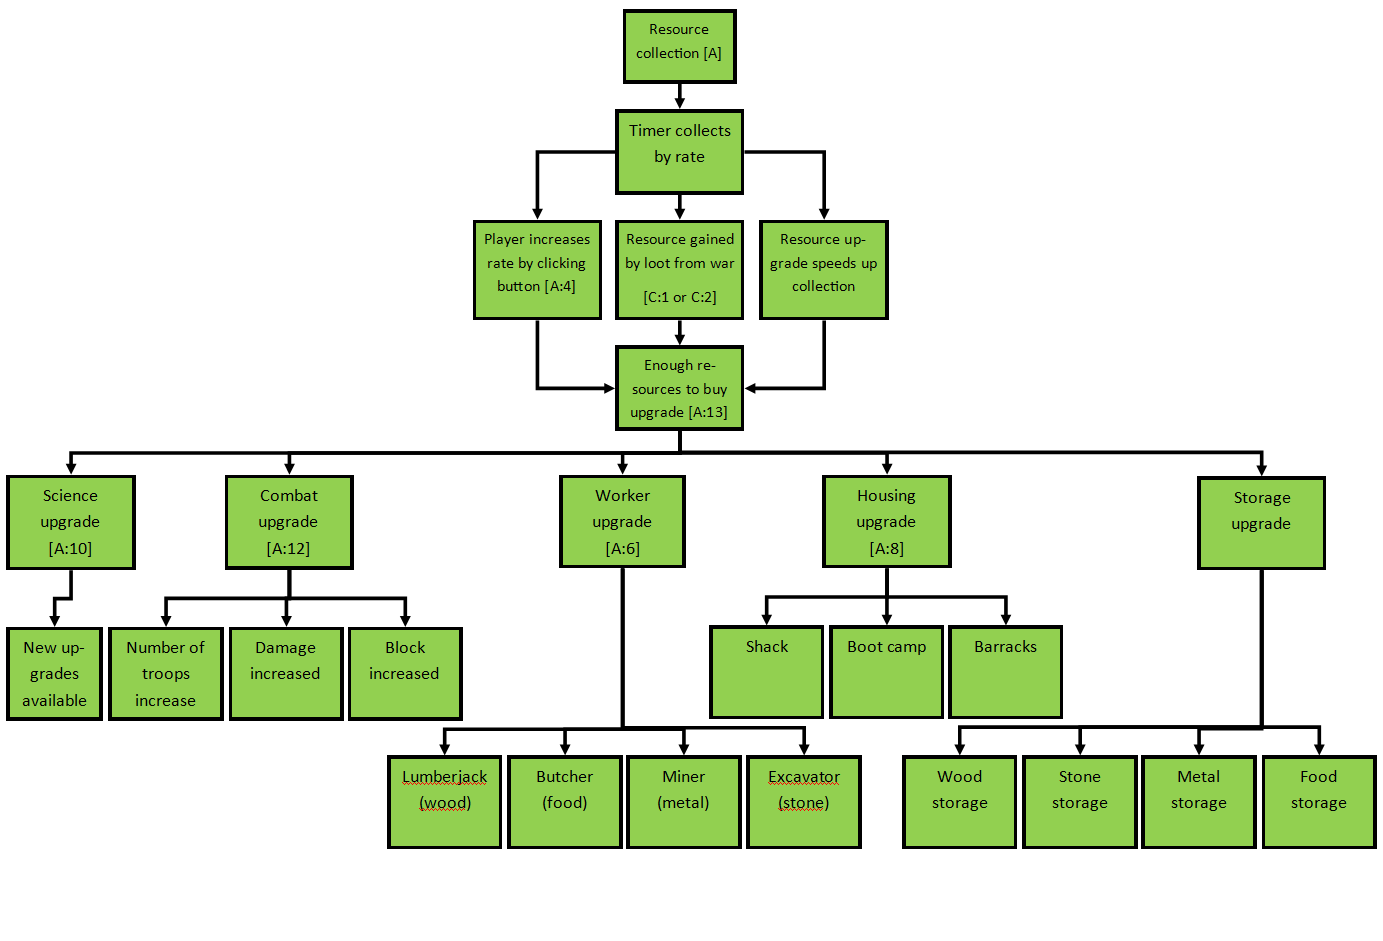 Resource
collection [A]
Timer collects
by rate
Player increases
rate by clicking
button [A:4]
Resource gained
by loot from war
[C:1 or C:2]
Resource up-
grade speeds up
collection
Enough re-
sources to buy
upgrade [A:13]
Science
upgrade
[A:10]
Combat
upgrade
[A:12]
Worker
upgrade
[A:6]
Housing
upgrade
[A:8]
Storage
upgrade
New up-
grades
available
Number of
troops
increase
Damage
increased
Block
increased
Shack
Boot camp
Barracks
Lumberjack
(wood)
Butcher
(food)
Miner
(metal)
Excavator
(stone)
Wood
storage
Stone
storage
Metal
storage
Food
storage